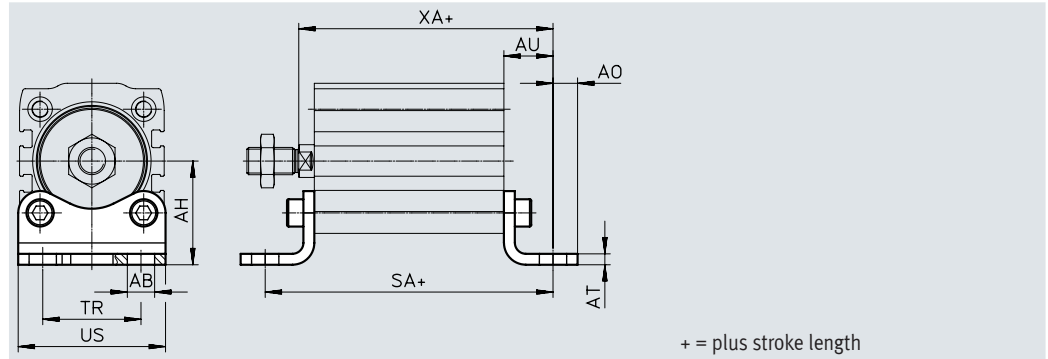 XA+
AU
AO
AH
AB
TR
US
SA+
AT
+ = plus stroke length